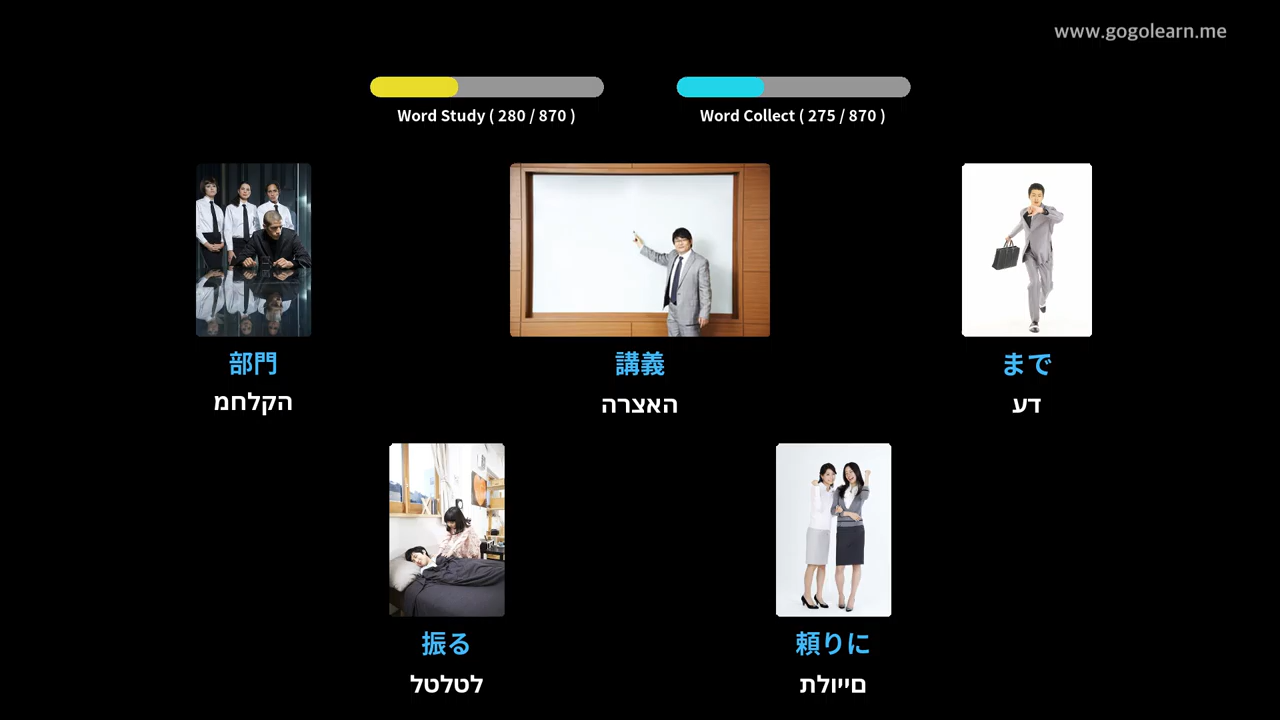 www.gogolearn.me
Word Study ( 280 / 870 )
Word Collect ( 275 / 870 )
部門
הקלחמ
講義
האצרה
まで
דע
振る
לטלטל
頼りに
םייולת